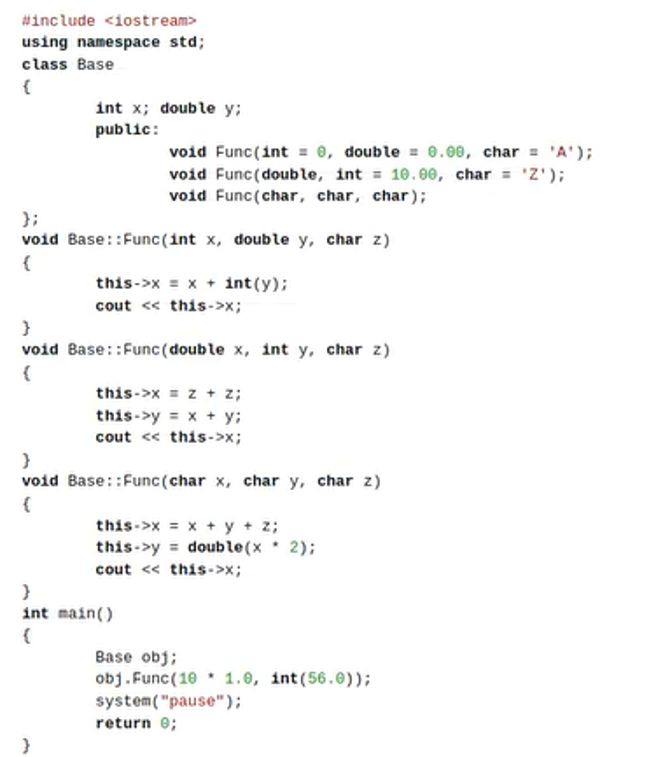 #include <iostream>
using namespace std;
class Base
{
        int x; double y;
        public:
                void Func(int = 0, double = 0.00, char = 'A');
                void Func(double, int = 10.00, char = 'Z');
                void Func(char, char, char);
};
void Base::Func(int x, double y, char z)
{
        this->x = x + int(y);
        cout << this->x;
}
void Base::Func(double x, int y, char z)
{
        this->x = z + z;
        this->y = x + y;
        cout << this->x;
}
void Base::Func(char x, char y, char z)
{
        this->x = x + y + z;
        this->y = double(x * 2);
        cout << this->x;
}
int main()
{
        Base obj;
        obj.Func(10 * 1.0, int(56.0));
        system("pause");
        return 0;
}